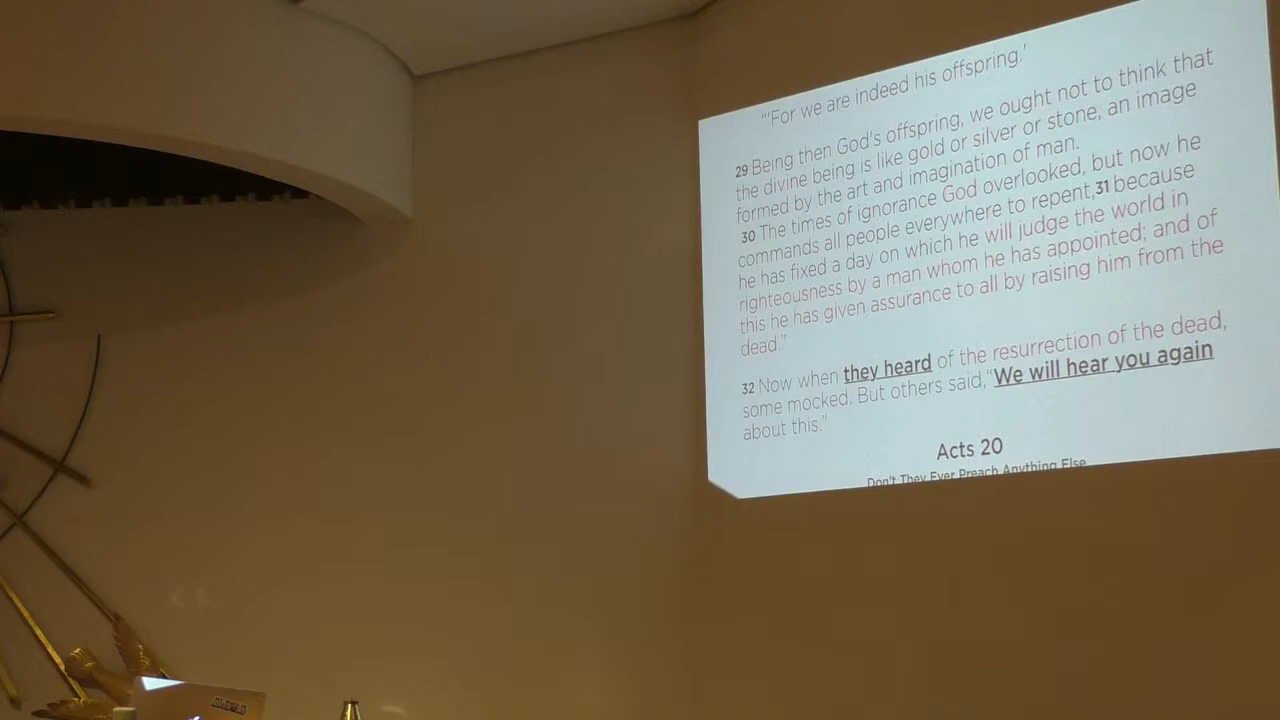 “‘For we are indeed his offspring.’
29 Being then God's offspring, we ought not to think that
the divine being is like gold or silver or stone, an image
formed by the art and imagination of man.
30 The times of ignorance God overlooked, but now he
commands all people everywhere to repent,31 because
he has fixed a day on which he will judge the world in
righteousness by a man whom he has appointed; and of
this he has given assurance to all by raising him from the
dead.”
32 Now when they heard of the resurrection of the dead,
some mocked. But others said,“We will hear you again
about this.”
Acts 20
Don't They Ever Preach Anything Else